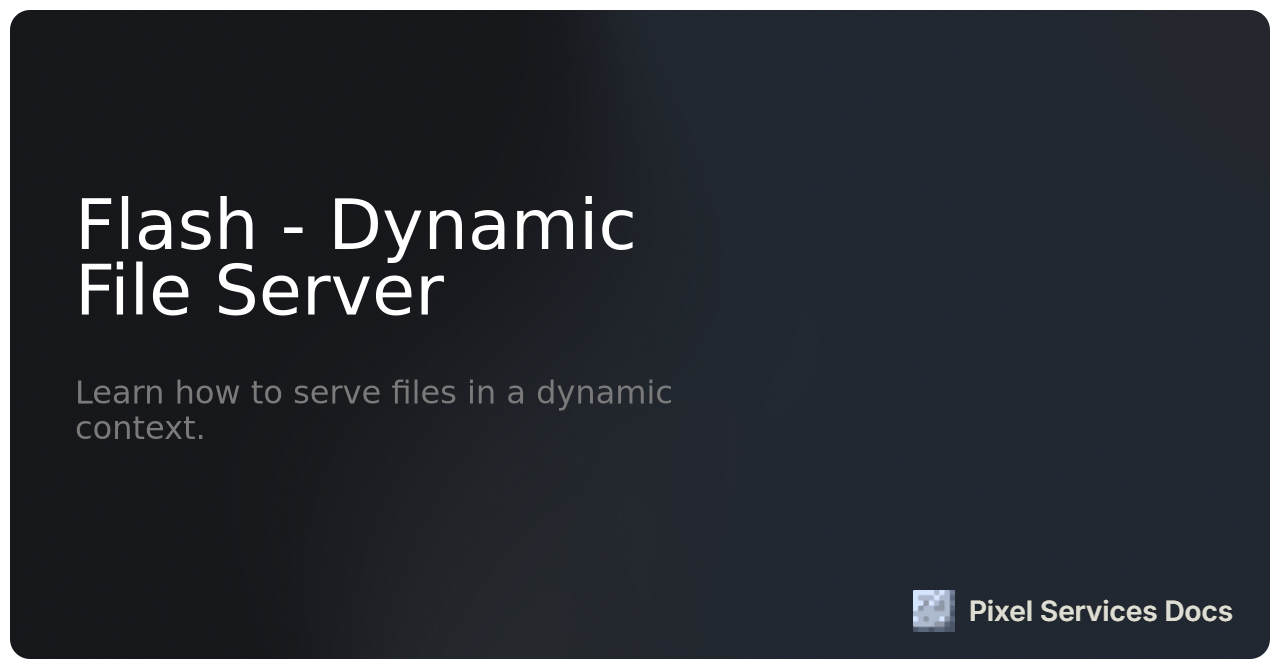 Flash - Dynamic
File Server
Learn how to serve files in a dynamic
context.
Pixel Services Docs